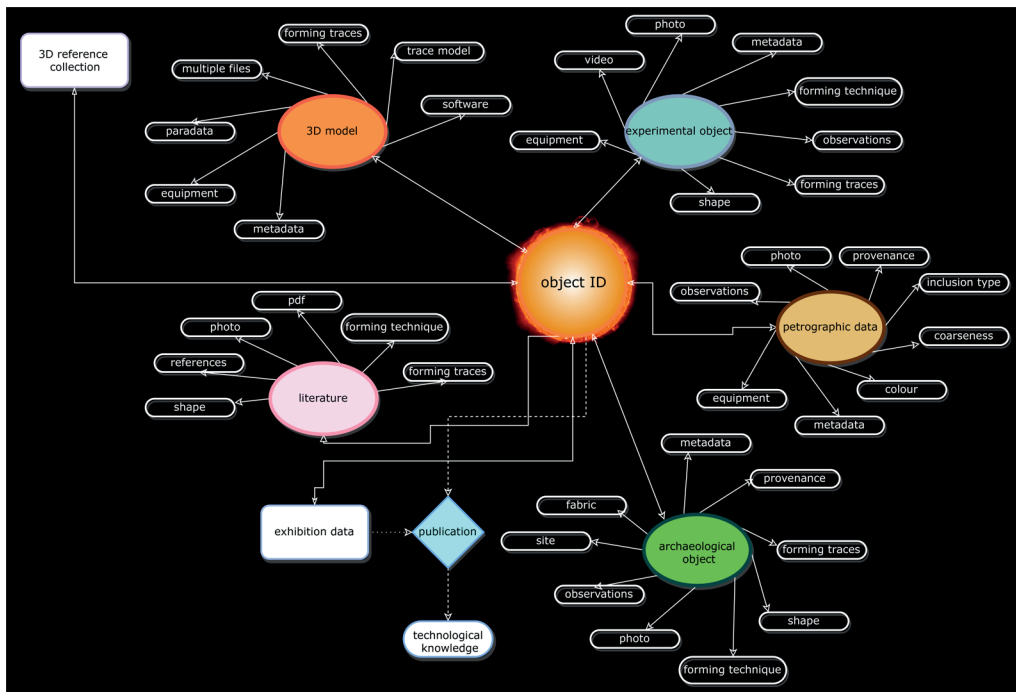 3D reference
collection
forming traces
trace model
multiple files
software
3D model
paradata
equipment
metadata
photo
metadata
video
forming technique
experimental object
equipment
observations
forming traces
shape
object ID
photo
provenance
inclusion type
observations
petrographic data
coarseness
equipment
colour
metadata
pdf
photo
forming technique
references
forming traces
literature
shape
metadata
provenance
fabric
site
archaeological
object
forming traces
observations
shape
photo
forming technique
exhibition data
publication
technological
knowledge